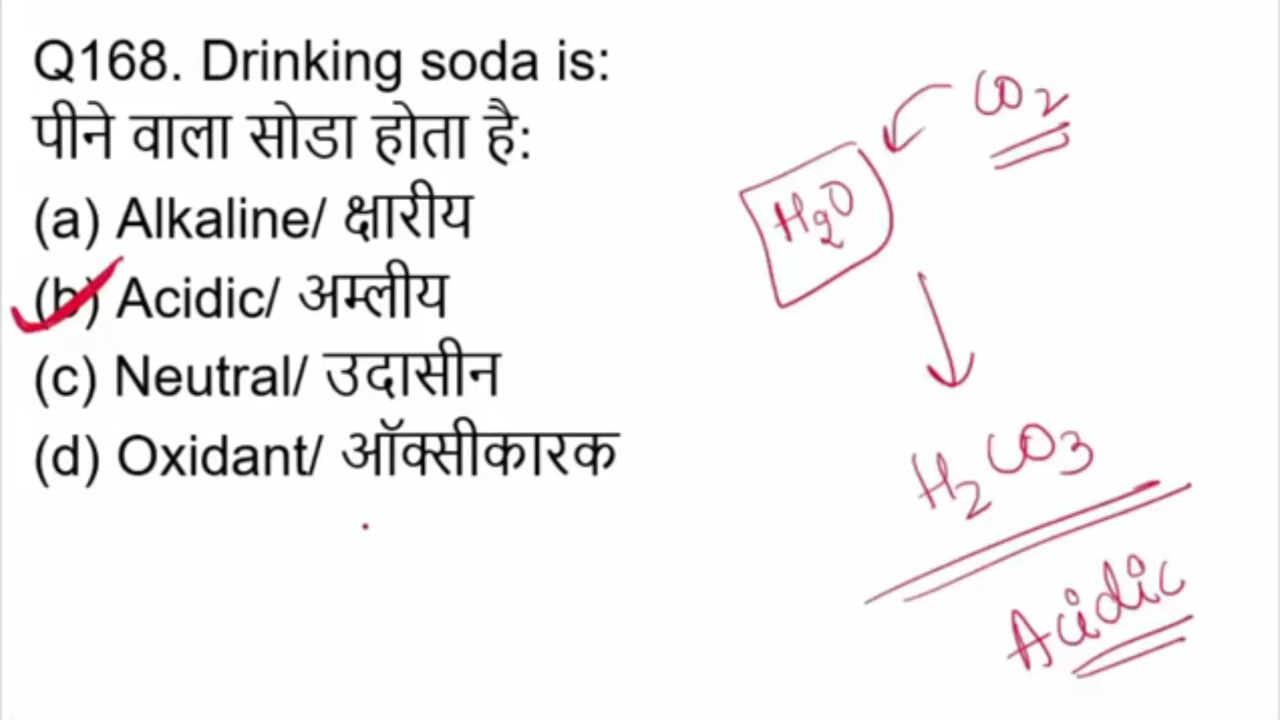 Q168. Drinking soda is:
पीने वाला सोडा होता है:
(a) Alkaline/ क्षारीय
(b) Acidic/ अम्लीय
(c) Neutral/ उदासीन
(d) Oxidant/ ऑक्सीकारक
CO2
H2O
H2CO3
Acidic